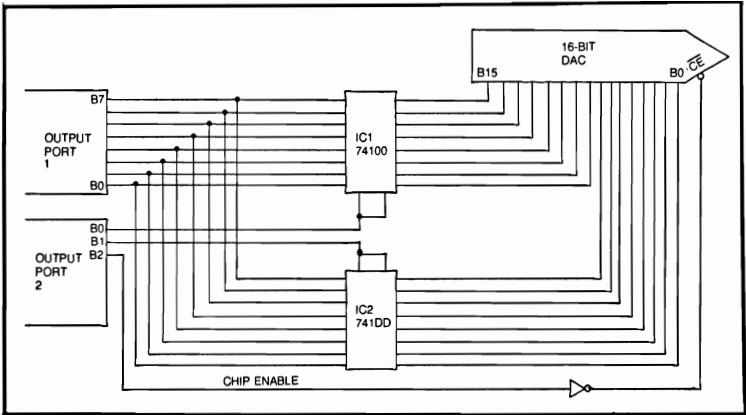 16-BIT
DAC
B15
B0
CE
B7
OUTPUT
PORT
1
B0
IC1
74100
B0
B1
B2
OUTPUT
PORT
2
IC2
741DD
CHIP ENABLE